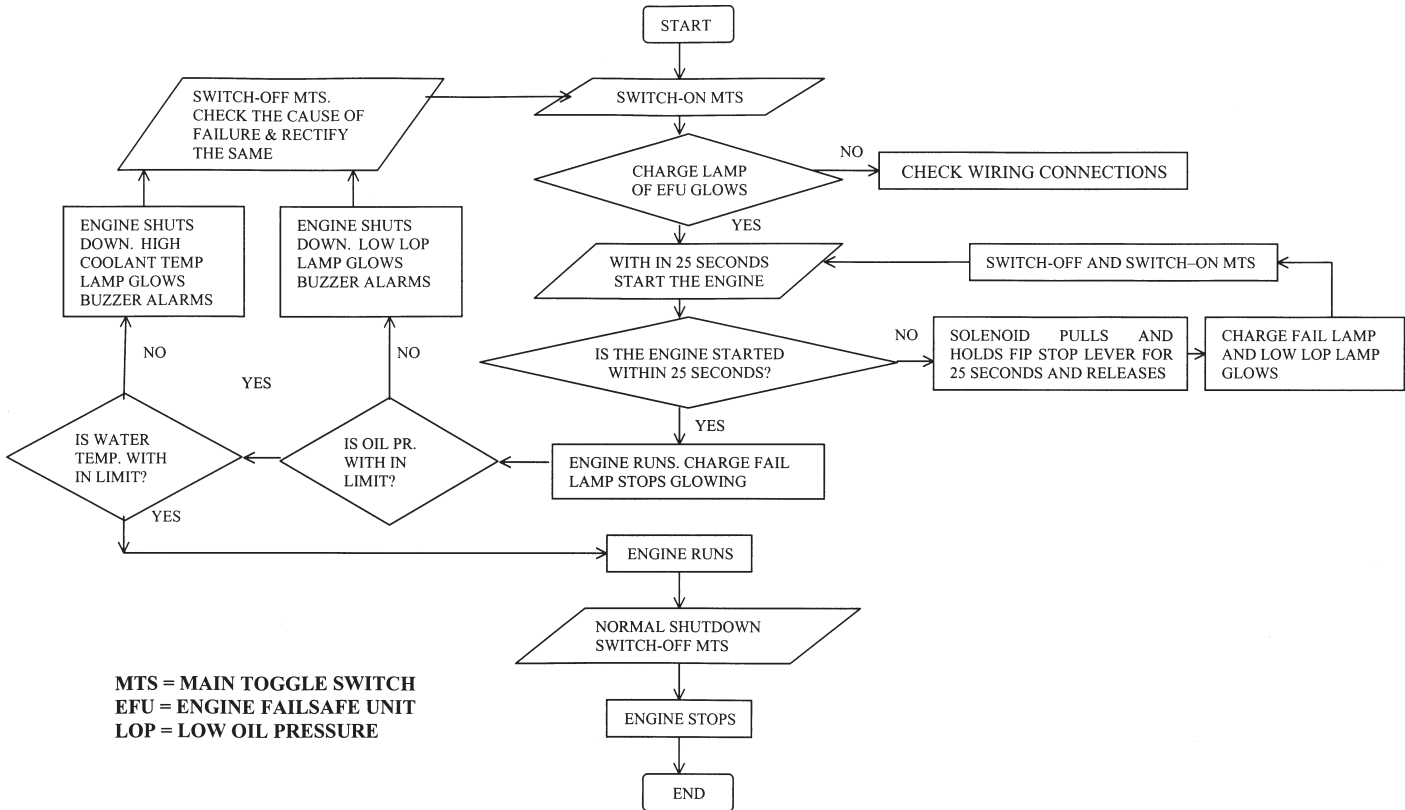 START
SWITCH-OFF MTS.
CHECK THE CAUSE OF
FAILURE & RECTIFY
THE SAME
SWITCH-ON MTS
CHARGE LAMP
OF EFU GLOWS
NO
CHECK WIRING CONNECTIONS
YES
ENGINE SHUTS
DOWN. HIGH
COOLANT TEMP
LAMP GLOWS
BUZZER ALARMS
ENGINE SHUTS
DOWN. LOW LOP
LAMP GLOWS
BUZZER ALARMS
WITH IN 25 SECONDS
START THE ENGINE
SWITCH-OFF AND SWITCH–ON MTS
NO
NO
YES
IS THE ENGINE STARTED
WITHIN 25 SECONDS?
NO
SOLENOID PULLS AND
HOLDS FIP STOP LEVER FOR
25 SECONDS AND RELEASES
CHARGE FAIL LAMP
AND LOW LOP LAMP
GLOWS
YES
IS WATER
TEMP. WITH
IN LIMIT?
IS OIL PR.
WITH IN
LIMIT?
ENGINE RUNS. CHARGE FAIL
LAMP STOPS GLOWING
YES
ENGINE RUNS
NORMAL SHUTDOWN
SWITCH-OFF MTS
MTS = MAIN TOGGLE SWITCH
EFU = ENGINE FAILSAFE UNIT
LOP = LOW OIL PRESSURE
ENGINE STOPS
END